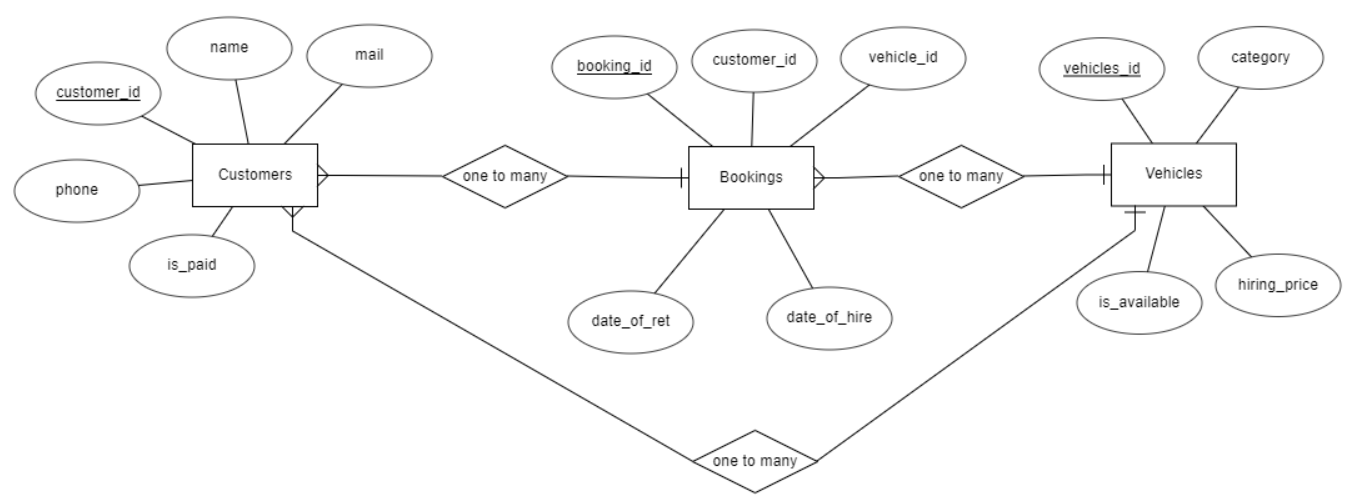 name
mail
customer_id
phone
Customers
is_paid
one to many
booking_id
customer_id
vehicle_id
Bookings
date_of_ret
date_of_hire
one to many
vehicles_id
category
Vehicles
is_available
hiring_price
one to many